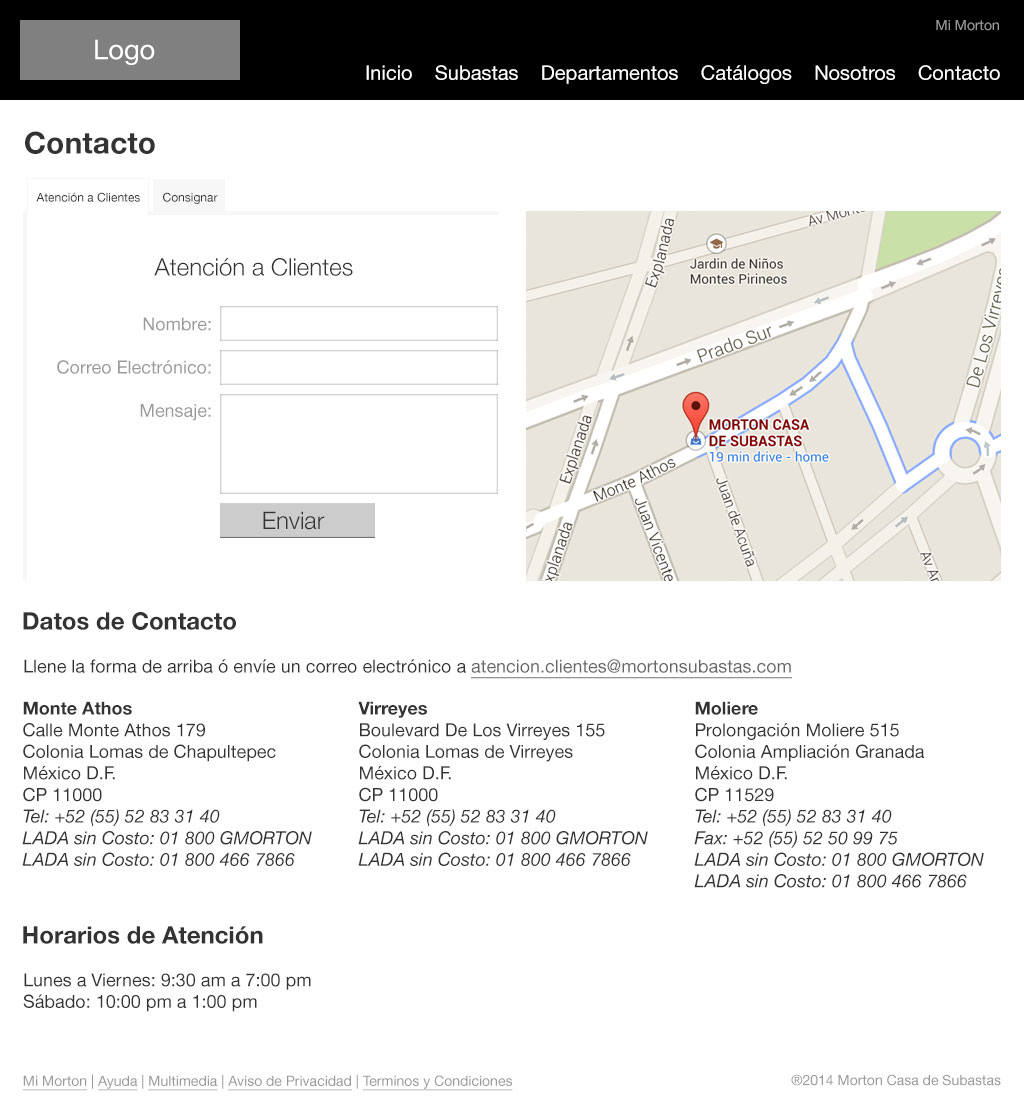 Logo
Mi Morton
Inicio Subastas Departamentos Catálogos Nosotros Contacto
Contacto
Atención a Clientes
Consignar
Atención a Clientes
Nombre:
Correo Electrónico:
Mensaje:
Enviar
Explanada
Jardin de Niños
Montes Pirineos
Prado Sur
MORTON CASA
DE SUBASTAS
19 min drive - home
Explanada
Monte Athos
Juan de Acuña
Juan Vicente
Datos de Contacto
Llene la forma de arriba ó envíe un correo electrónico a atencion.clientes@mortonsubastas.com
Monte Athos
Calle Monte Athos 179
Colonia Lomas de Chapultepec
México D.F.
CP 11000
Tel: +52 (55) 52 83 31 40
LADA sin Costo: 01 800 GMORTON
LADA sin Costo: 01 800 466 7866
Virreyes
Boulevard De Los Virreyes 155
Colonia Lomas de Virreyes
México D.F.
CP 11000
Tel: +52 (55) 52 83 31 40
LADA sin Costo: 01 800 GMORTON
LADA sin Costo: 01 800 466 7866
Moliere
Prolongación Moliere 515
Colonia Ampliación Granada
México D.F.
CP 11529
Tel: +52 (55) 52 83 31 40
Fax: +52 (55) 52 50 99 75
LADA sin Costo: 01 800 GMORTON
LADA sin Costo: 01 800 466 7866
Horarios de Atención
Lunes a Viernes: 9:30 am a 7:00 pm
Sábado: 10:00 pm a 1:00 pm
Mi Morton | Ayuda | Multimedia | Aviso de Privacidad | Terminos y Condiciones
®2014 Morton Casa de Subastas